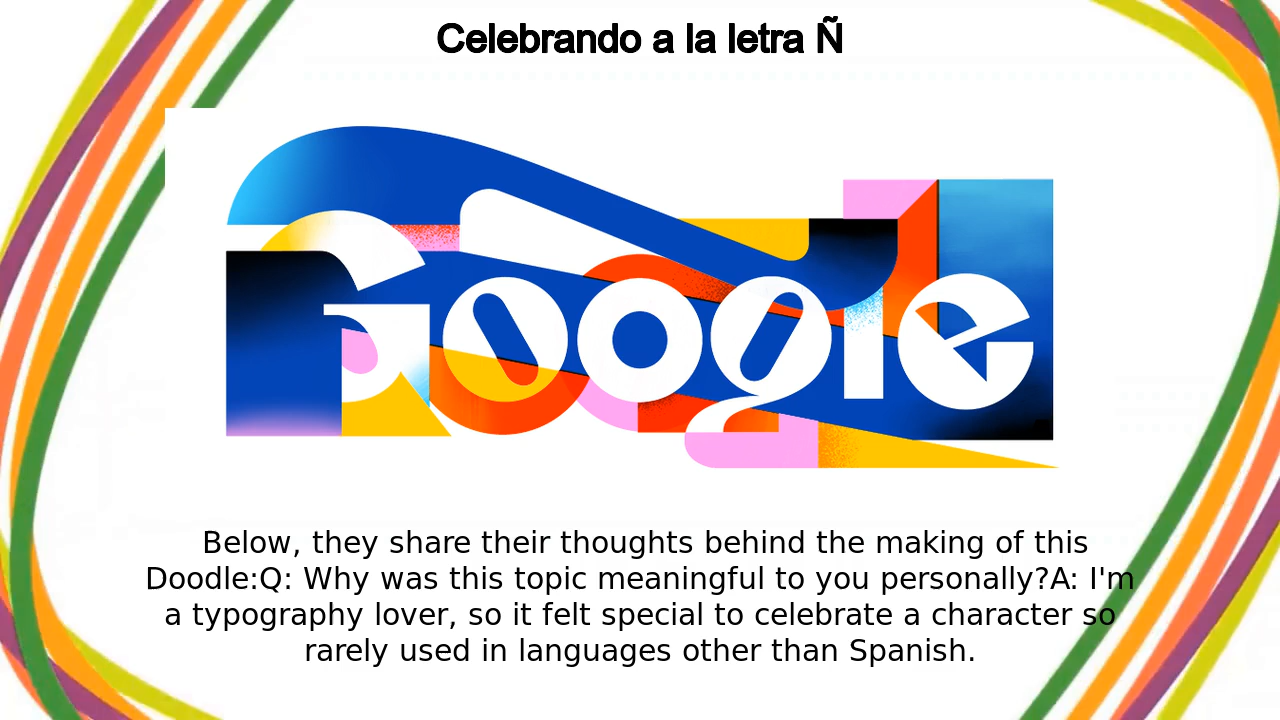 Celebrando a la letra Ñ
Google
Below, they share their thoughts behind the making of this
Doodle:Q: Why was this topic meaningful to you personally?A: I'm
a typography lover, so it felt special to celebrate a character so
rarely used in languages other than Spanish.